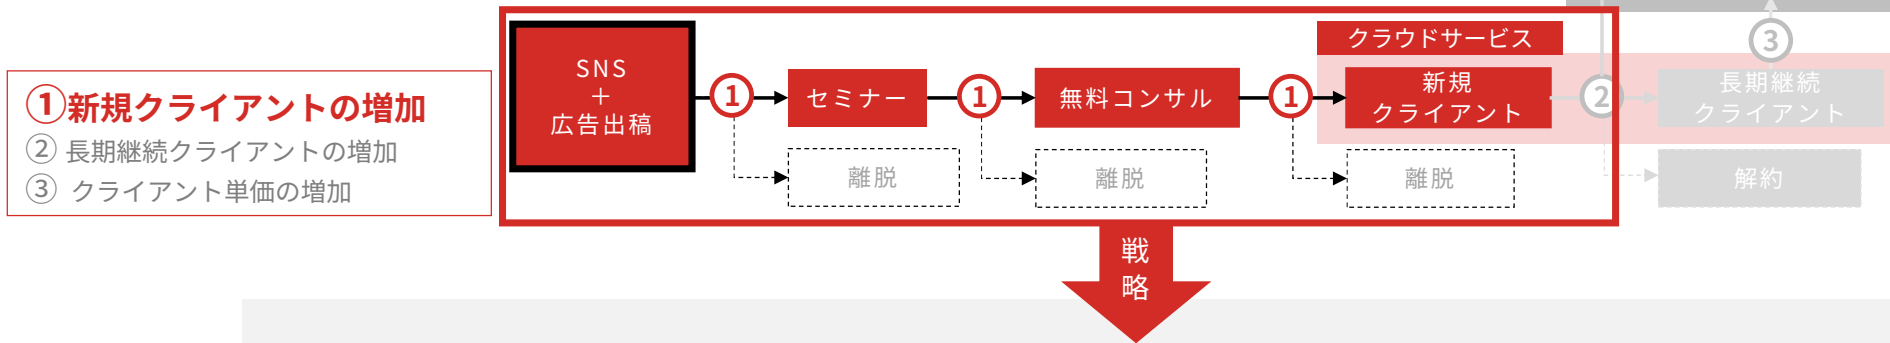 ①新規クライアントの増加
② 長期継続クライアントの増加
③ クライアント単価の増加
SNS
＋
広告出稿
1
セミナー
1
無料コンサル
1
クラウドサービス
新規
クライアント
2
3
長期継続
クライアント
離脱
離脱
離脱
解約
戦
略